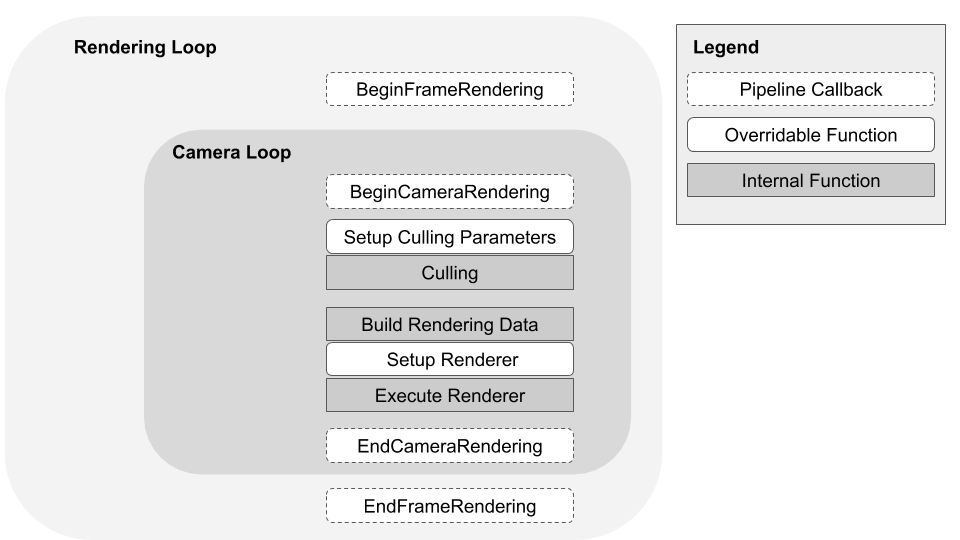 Rendering Loop
BeginFrameRendering
Camera Loop
BeginCameraRendering
Setup Culling Parameters
Culling
Build Rendering Data
Setup Renderer
Execute Renderer
EndCameraRendering
EndFrameRendering
Legend
Pipeline Callback
Overridable Function
Internal Function